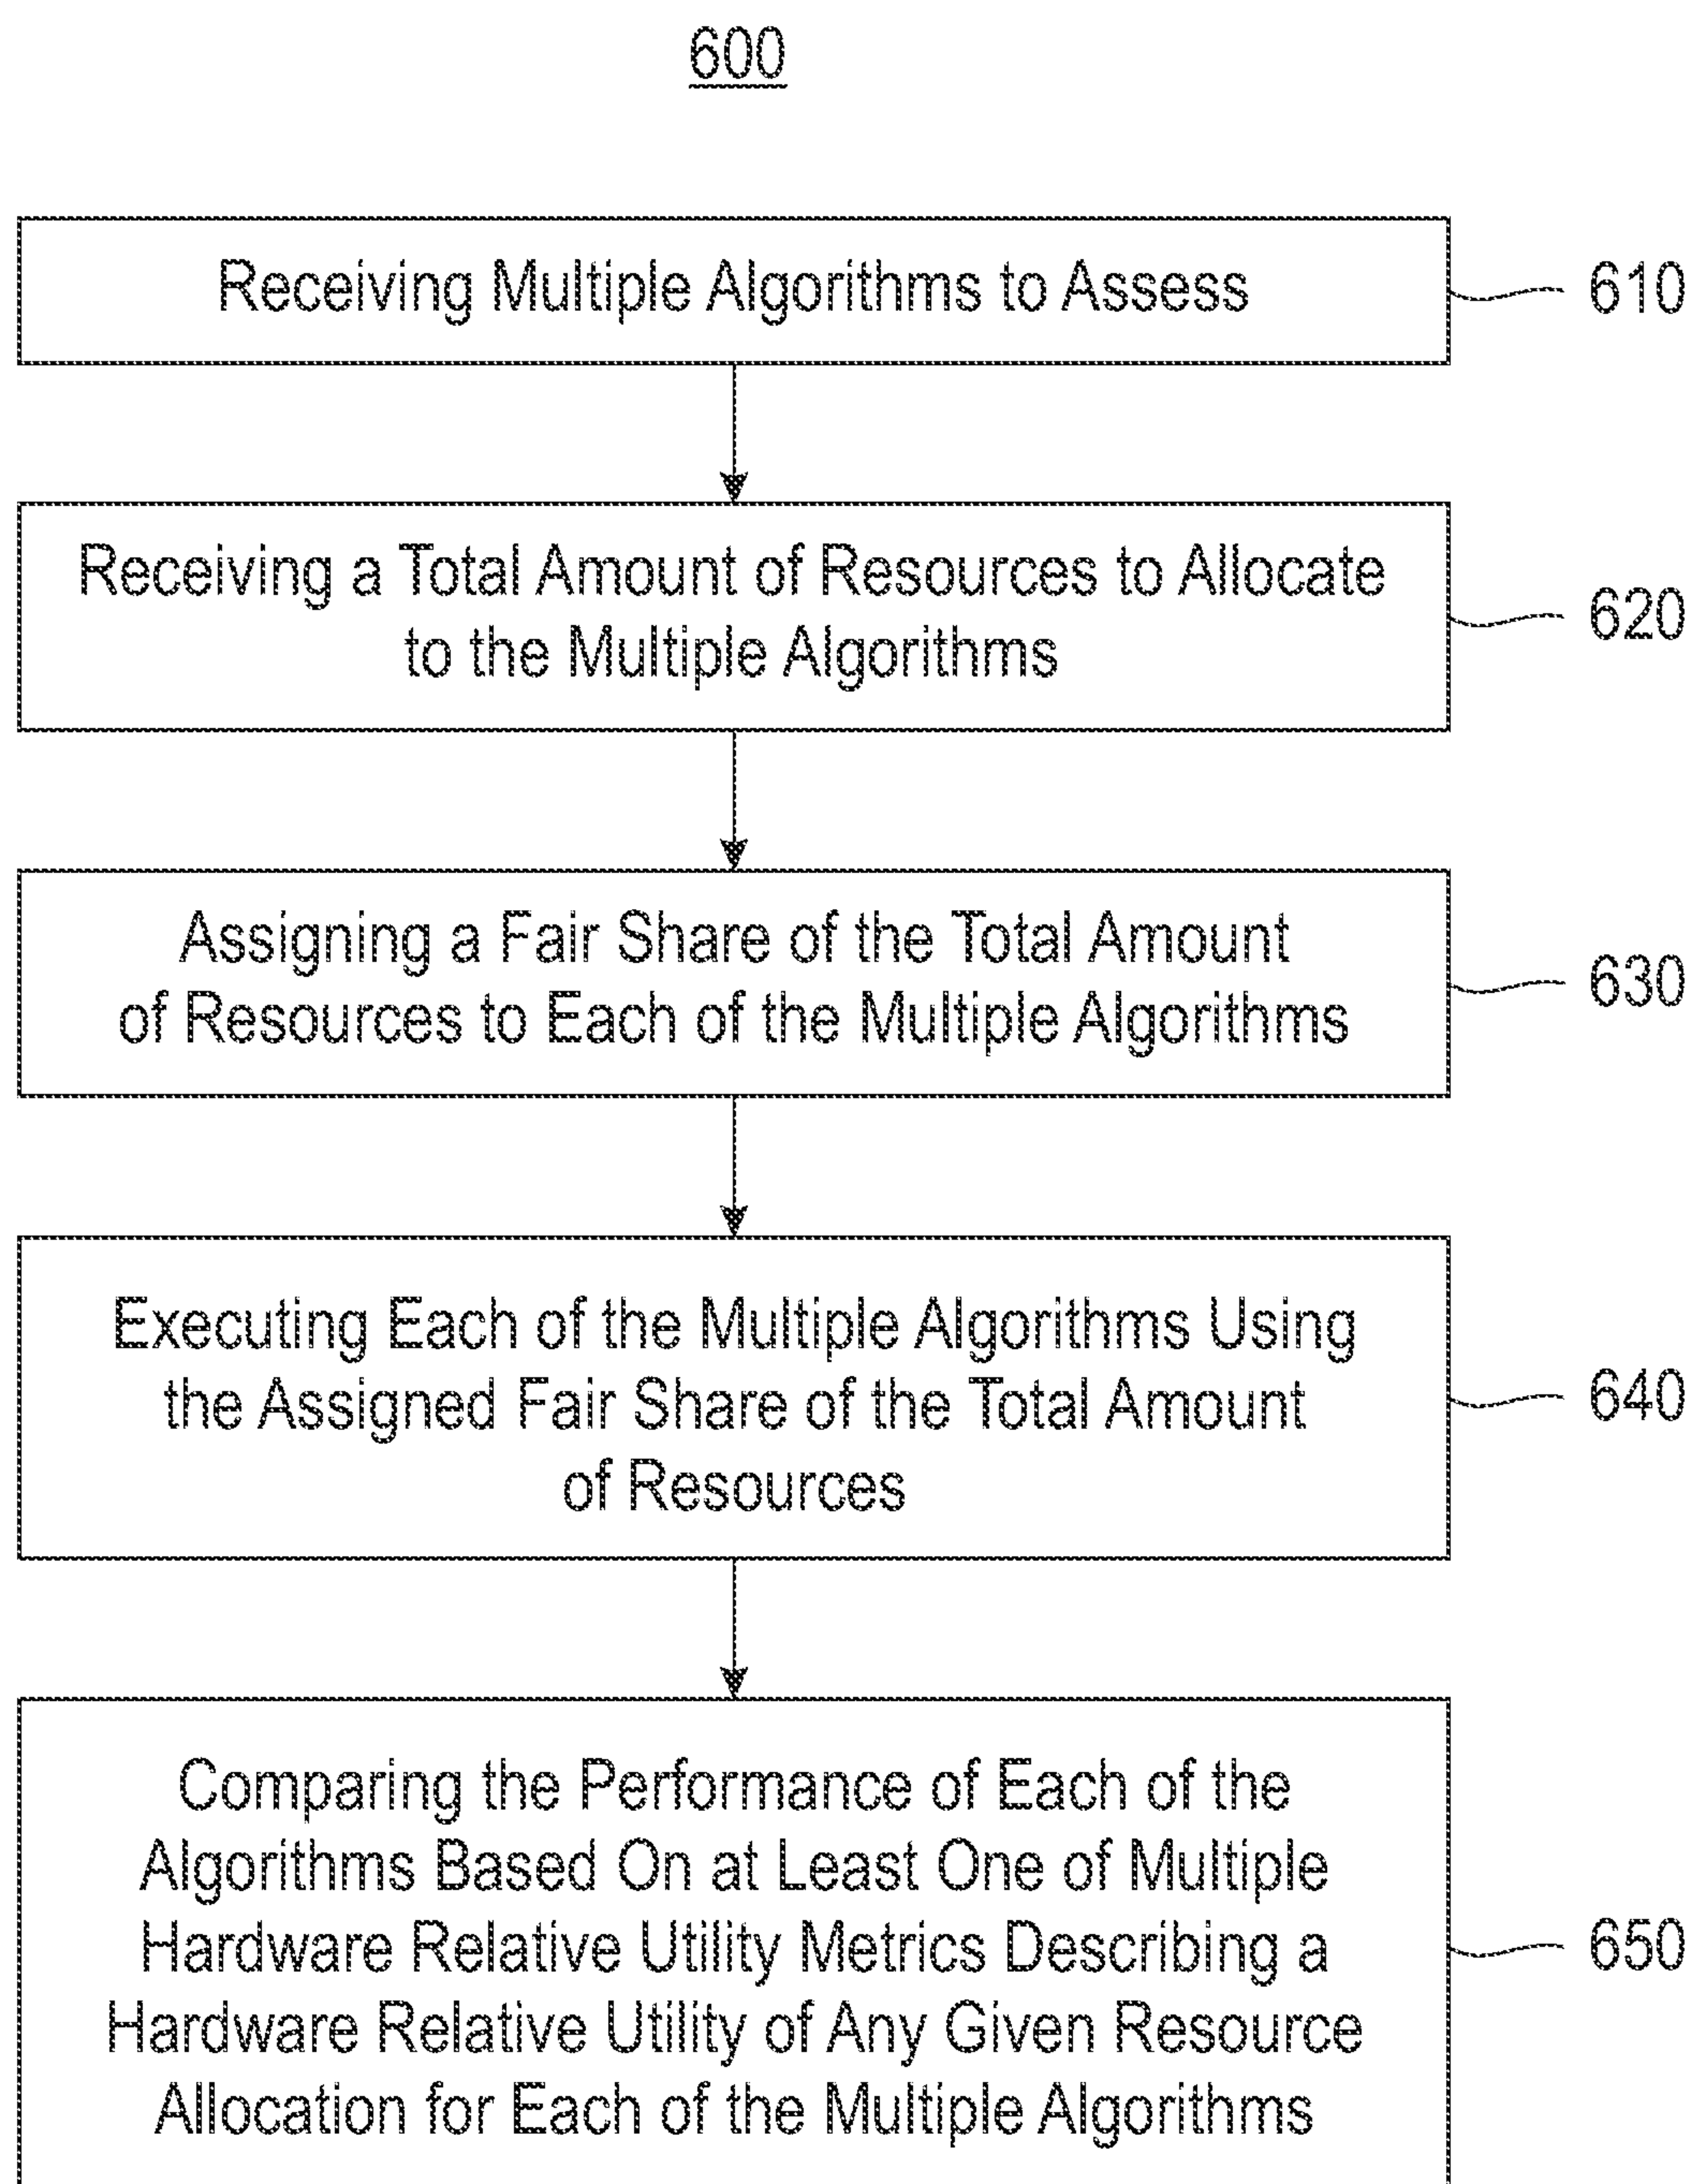 600
Receiving Multiple Algorithms to Assess
610
Receiving a Total Amount of Resources to Allocate
to the Multiple Algorithms
620
Assigning a Fair Share of the Total Amount
of Resources to Each of the Multiple Algorithms
630
Executing Each of the Multiple Algorithms Using
the Assigned Fair Share of the Total Amount
of Resources
640
Comparing the Performance of Each of the
Algorithms Based On at Least One of Multiple
Hardware Relative Utility Metrics Describing a
Hardware Relative Utility of Any Given Resource
Allocation for Each of the Multiple Algorithms
650